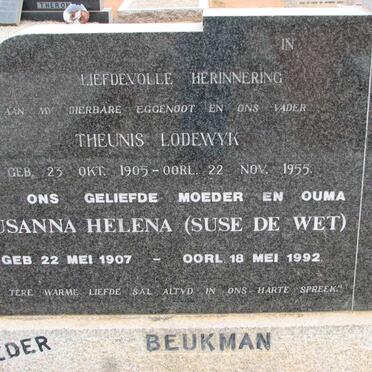 THERON
IN
LIEFDEVOLLE HERINNERING
AAN MY DIERBARE EGGENOOT EN ONS VADER
THEUNIS LODEWYK
GEB. 23 OKT. 1905 - OORL. 22 NOV. 1955.
ONS GELIEFDE MOEDER EN OUMA
USANNA HELENA (SUSE DE WET)
GEB 22 MEI 1907 - OORL 18 MEI 1992
TERE WARME LIEFDE SAL ALTYD IN ONS HARTE SPREEK."
LDER BEUKMAN